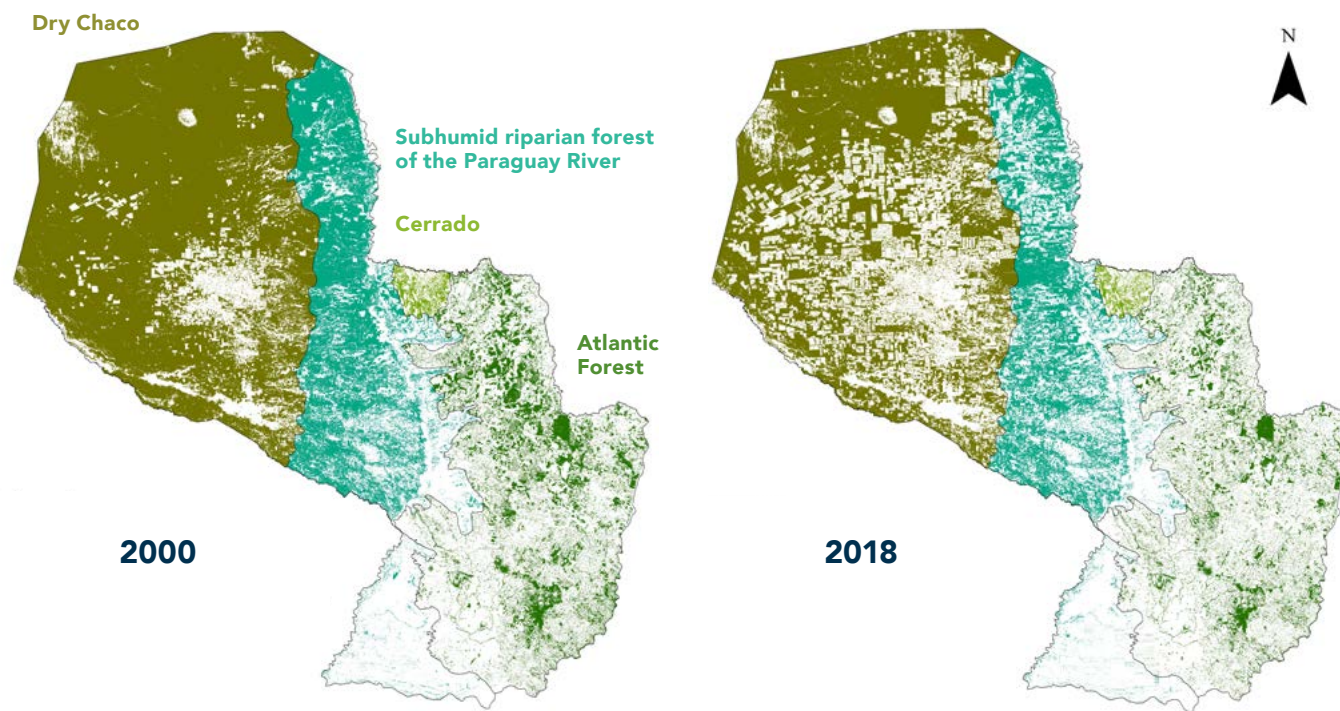 Dry Chaco
N
Subhumid riparian forest
of the Paraguay River
Cerrado
Atlantic
Forest
2000
2018